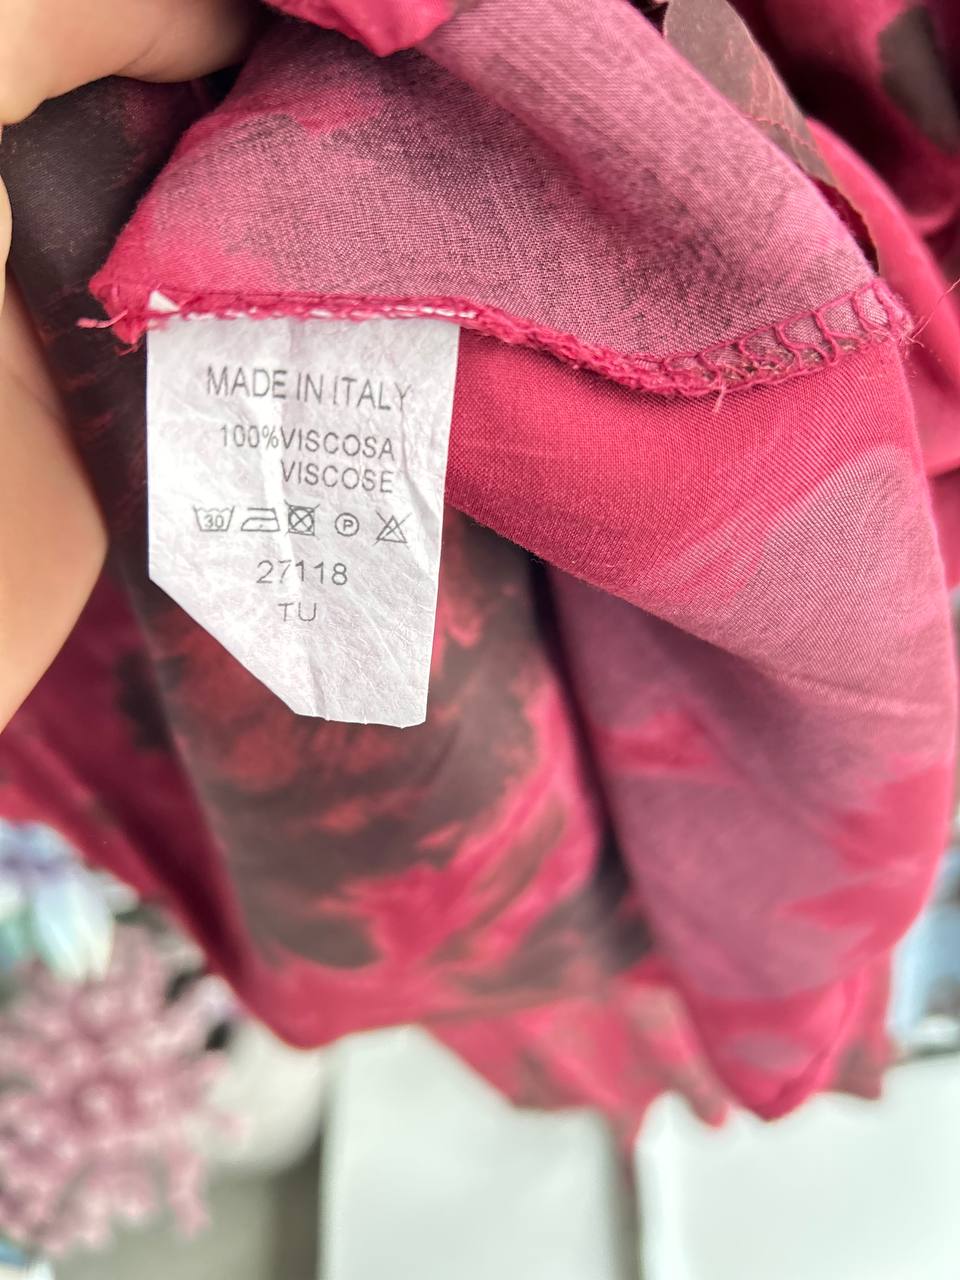 MADE IN ITALY
100%VISCOSA
VISCOSE
30 P
27118
TU